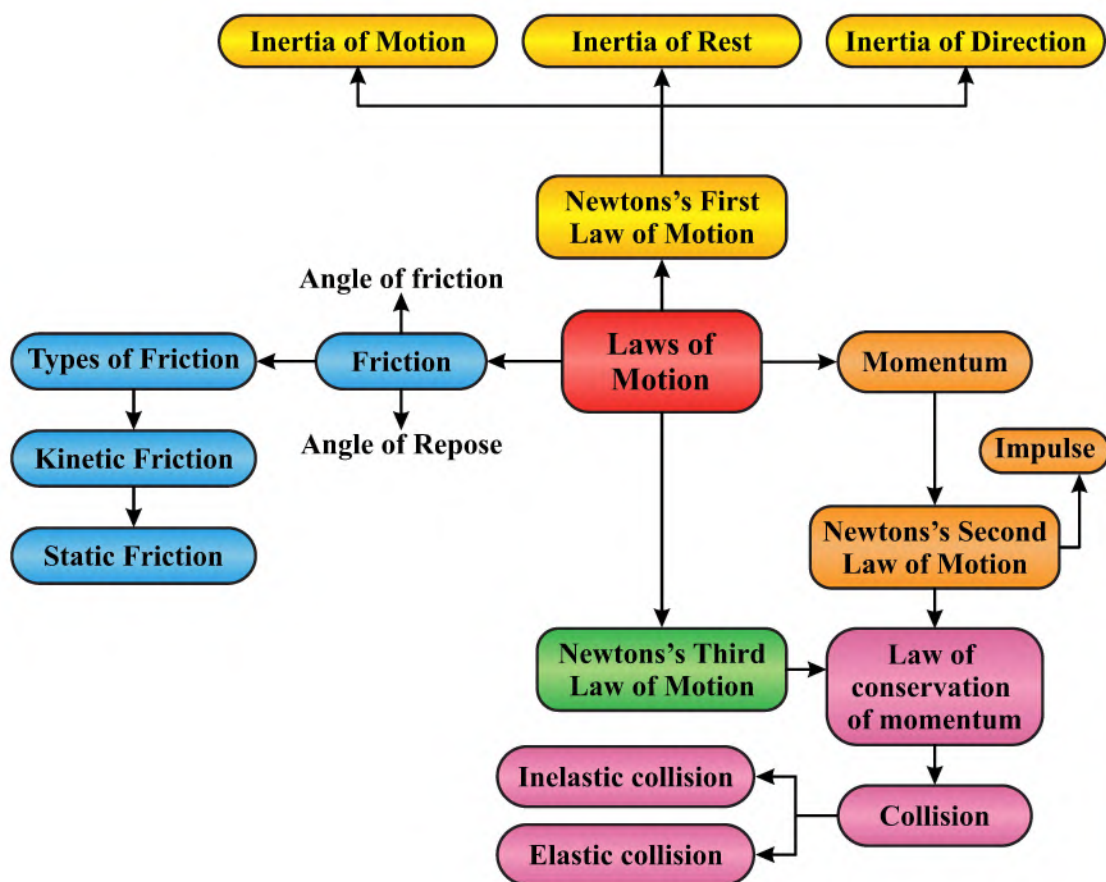 Inertia of Motion
Inertia of Rest
Inertia of Direction
Newtons's First
Law of Motion
Angle of friction
Types of Friction
Friction
Laws of
Motion
Momentum
Angle of Repose
Kinetic Friction
Impulse
Static Friction
Newtons's Second
Law of Motion
Newtons's Third
Law of Motion
Law of
conservation
of momentum
Inelastic collision
Collision
Elastic collision